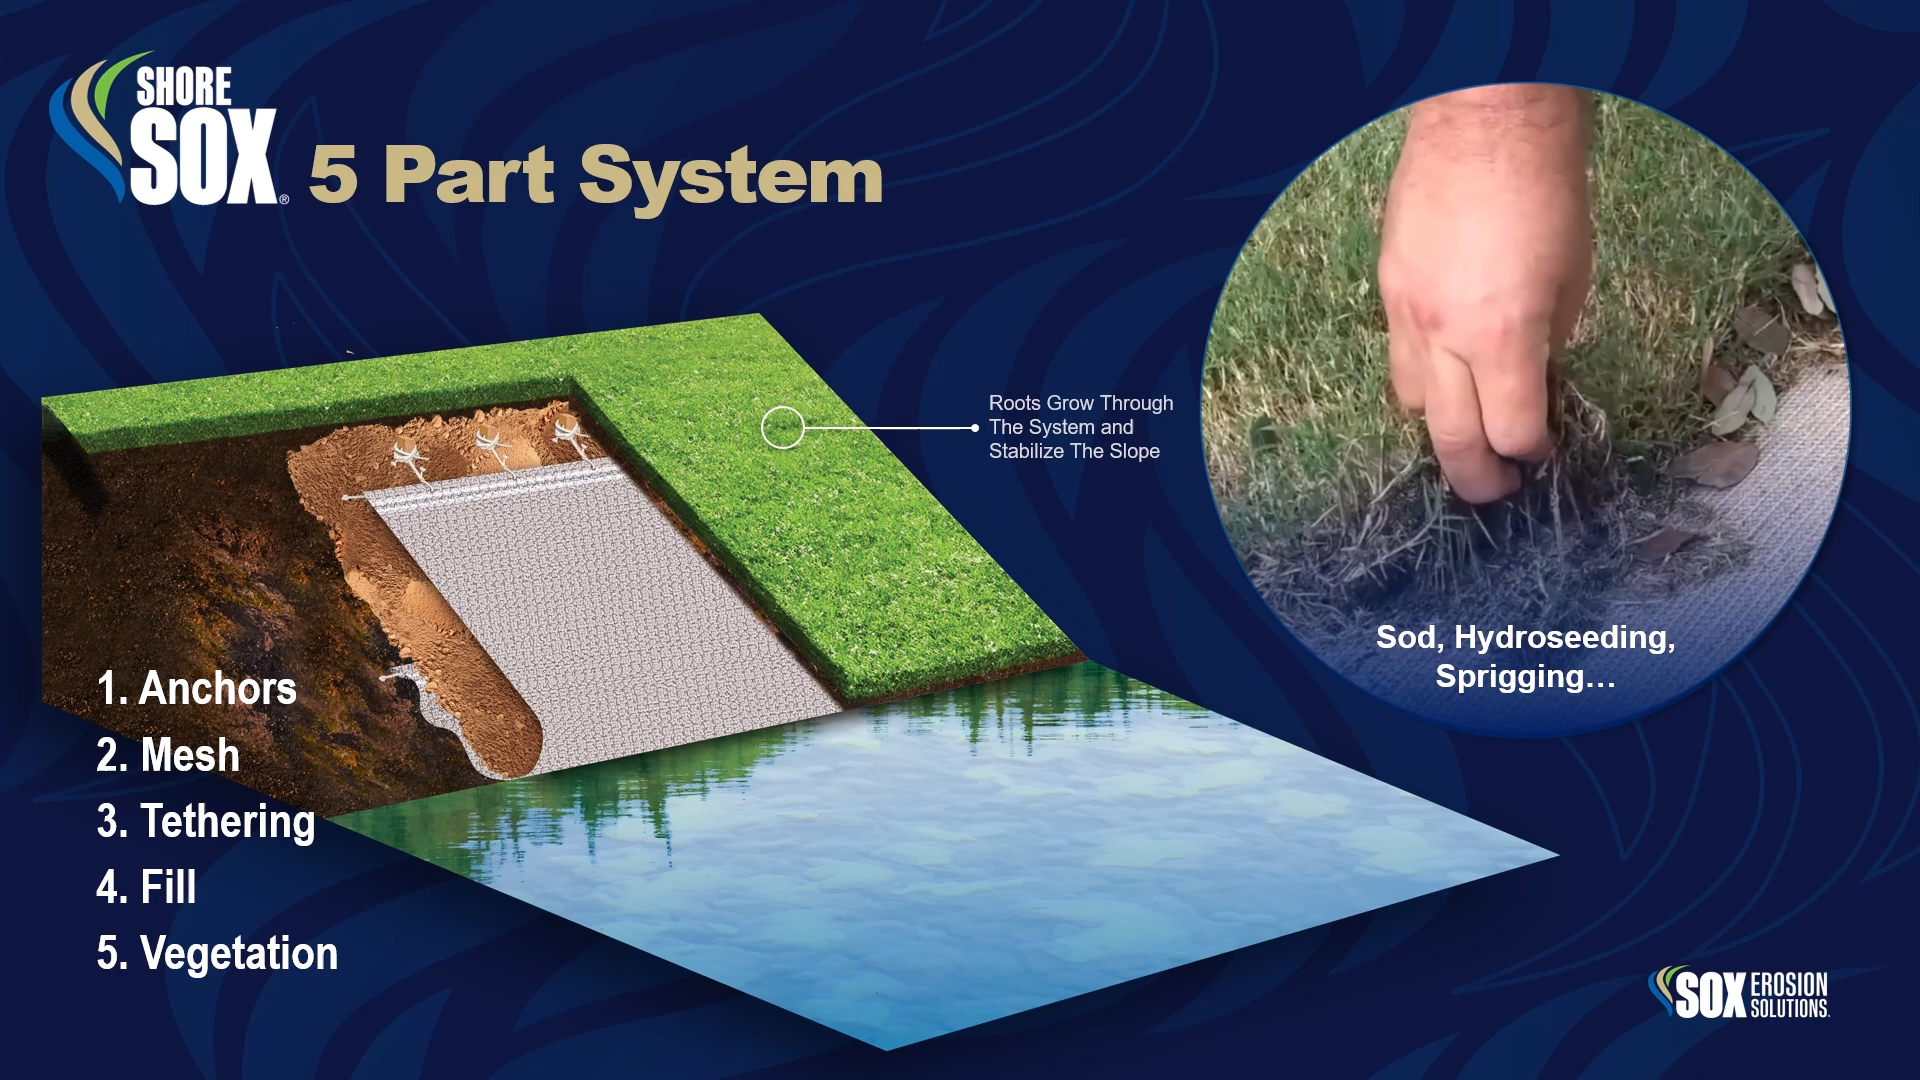 SHORE
SOX®
5 Part System
Roots Grow Through
The System and
Stabilize The Slope
Sod, Hydroseeding,
Sprigging...
1. Anchors
2. Mesh
3. Tethering
4. Fill
5. Vegetation
SOX EROSION
SOLUTIONS